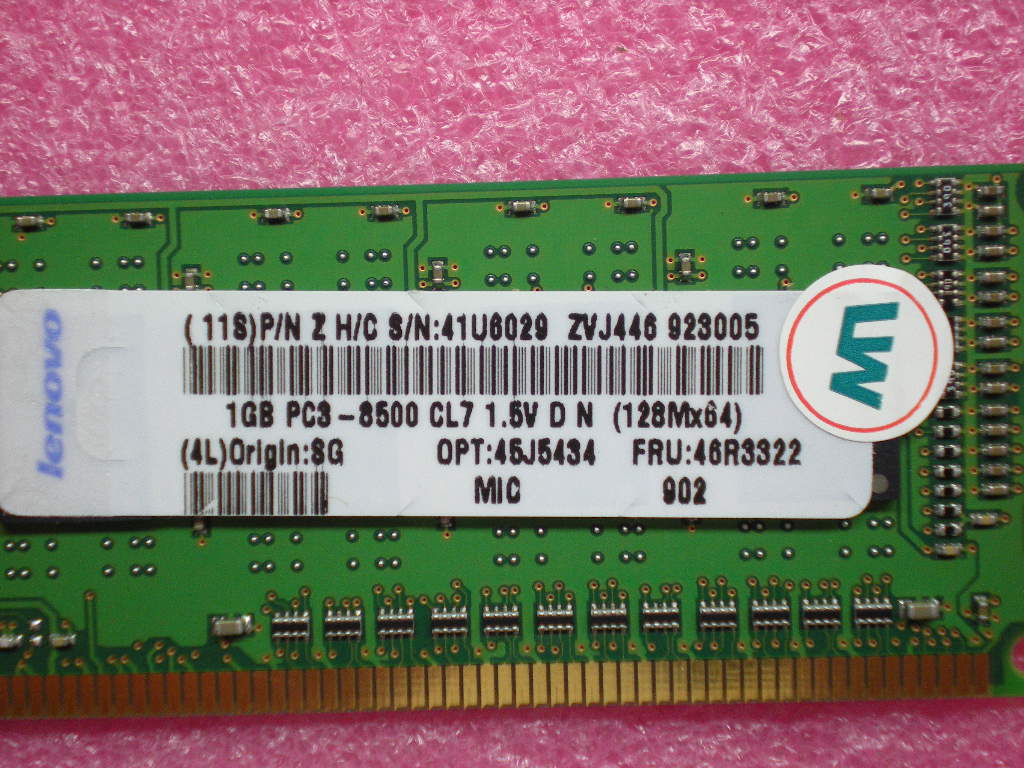 lenovo
(11S)P/N Z H/C S/N:41U6029 ZVJ446 923005
1GB PC3-8500 CL7 1.5V D N (128Mx64)
(4L)Origin:SG OPT:45J5434 FRU:46R3322
MIC 902
UW